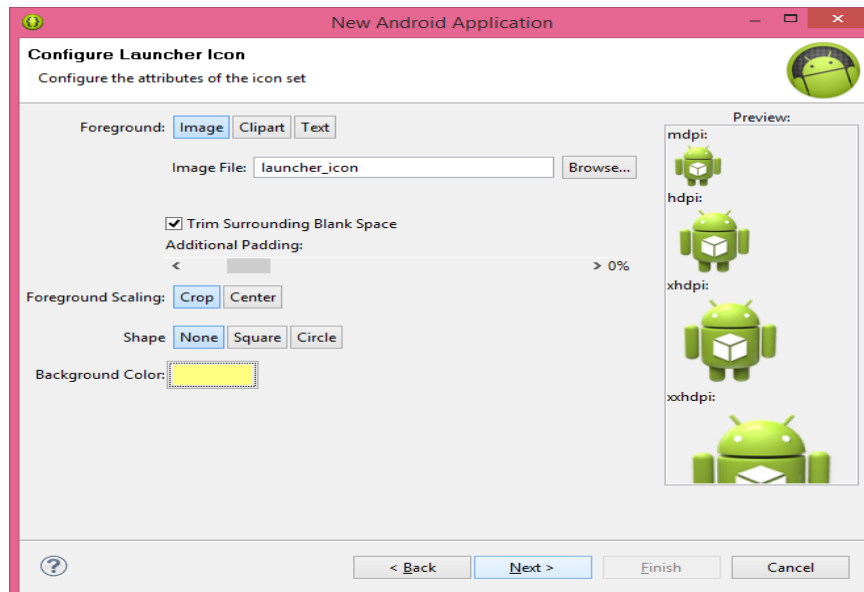 New Android Application
Configure Launcher Icon
Configure the attributes of the icon set
Foreground: Image Clipart Text
Image File: launcher_icon Browse...
Trim Surrounding Blank Space
Additional Padding:
< > 0%
Foreground Scaling: Crop Center
Shape None Square Circle
Background Color:
Preview:
mdpi:
hdpi:
xhdpi:
xxhdpi:
? < Back Next > Finish Cancel